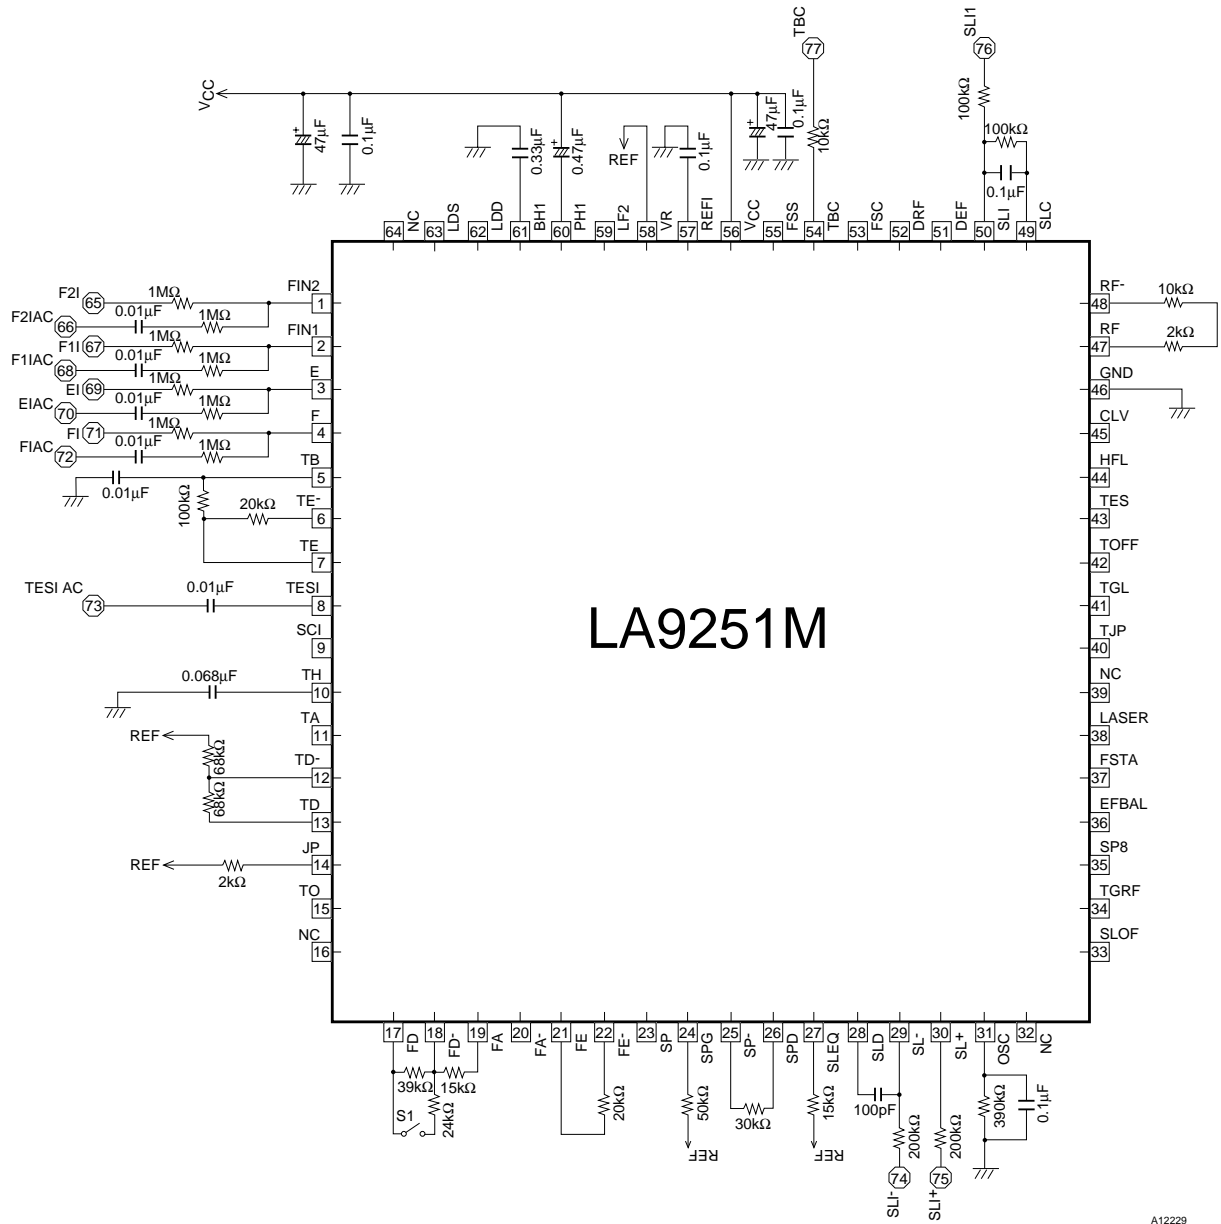 TBC
77
SLI1
76
VCC
47µF
0.1µF
0.33µF
0.47µF
REF
0.1µF
47µF
0.1µF
10kΩ
100kΩ
100kΩ
0.1µF
64 NC
63 LDS
62 LDD
61 BH1
60 PH1
59 LF2
58 VR
57 REFI
56 VCC
55 FSS
54 TBC
53 FSC
52 DRF
51 DEF
50 SLI
49 SLC
F2I 65 1MΩ FIN2 1
F2IAC 66 0.01µF 1MΩ
F1I 67 1MΩ FIN1 2
F1IAC 68 0.01µF 1MΩ
EI 69 1MΩ E 3
EIAC 70 0.01µF 1MΩ
FI 71 1MΩ F 4
FIAC 72 0.01µF 1MΩ
TB 5
0.01µF
100kΩ
20kΩ
TE- 6
TE 7
TESI AC 73 0.01µF TESI 8
SCI 9
0.068µF TH 10
TA 11
REF
68kΩ
TD- 12
68kΩ
TD 13
REF 2kΩ JP 14
TO 15
NC 16
LA9251M
RF- 48 10kΩ
RF 47 2kΩ
GND 46
CLV 45
HFL 44
TES 43
TOFF 42
TGL 41
TJP 40
NC 39
LASER 38
FSTA 37
EFBAL 36
SP8 35
TGRF 34
SLOF 33
17 FD
18 FD-
19 FA
20 FA-
21 FE
22 FE-
23 SP
24 SPG
25 SP-
26 SPD
27 SLEQ
28 SLD
29 SL-
30 SL+
31 OSC
32 NC
39kΩ
15kΩ
S1
24kΩ
20kΩ
50kΩ
REF
30kΩ
15kΩ
REF
100pF
200kΩ
200kΩ
390kΩ
0.1µF
SLI- 74
SLI+ 75
A12229